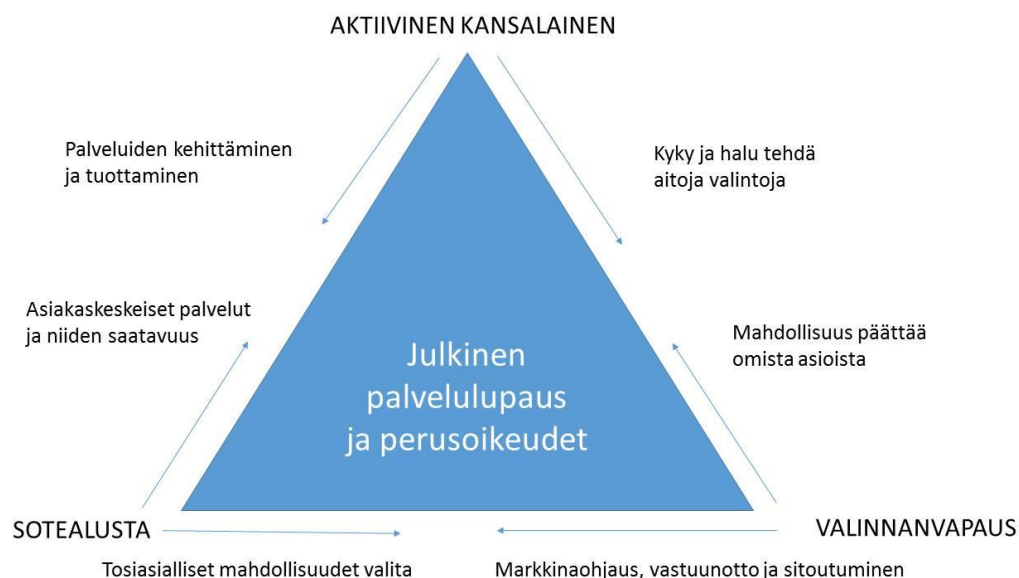 AKTIIVINEN KANSALAINEN
Palveluiden kehittäminen
ja tuottaminen
Kyky ja halu tehdä
aitoja valintoja
Asiakaskeskeiset palvelut
ja niiden saatavuus
Mahdollisuus päättää
omista asioista
Julkinen
palvelulupaus
ja perusoikeudet
SOTEALUSTA
VALINNANVAPAUS
Tosiasialliset mahdollisuudet valita
Markkinaohjaus, vastuunotto ja sitoutuminen